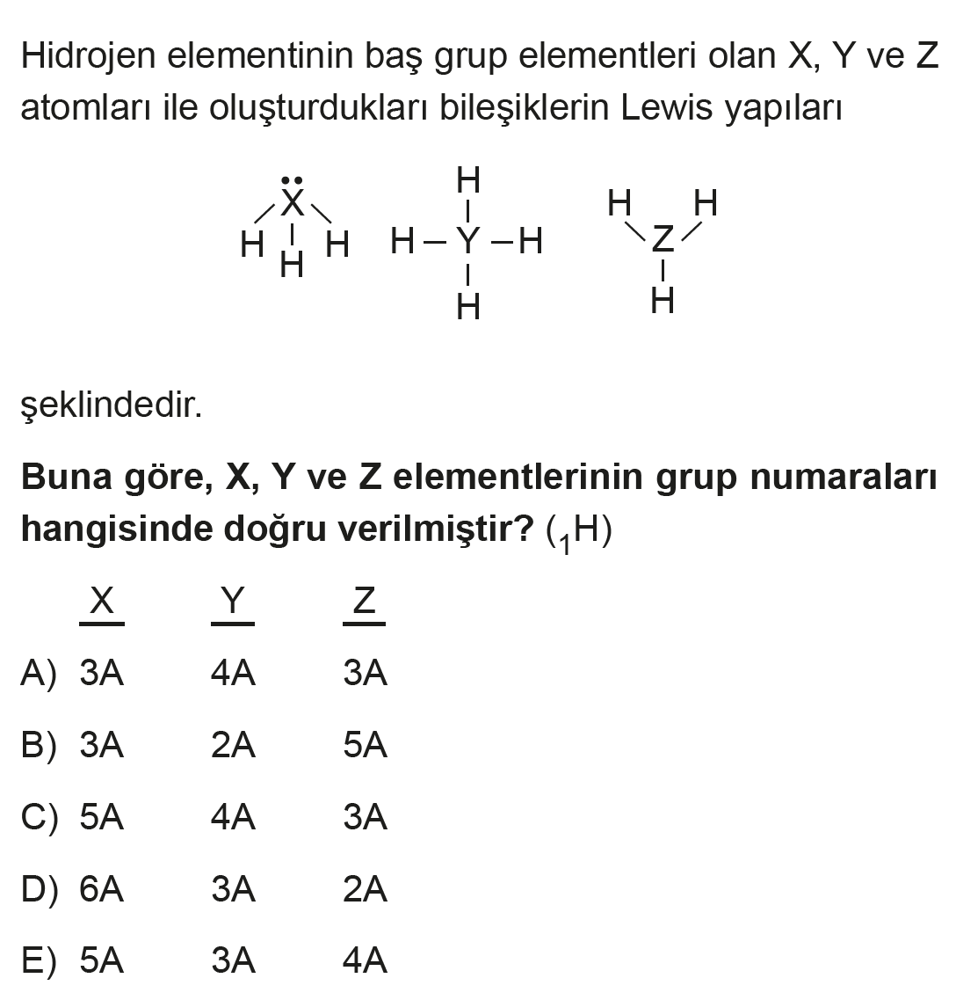 Hidrojen elementinin baş grup elementleri olan X, Y ve Z
atomları ile oluşturdukları bileşiklerin Lewis yapıları
H
H H
X
H H H – Y – H Z
H
H H
şeklindedir.
Buna göre, X, Y ve Z elementlerinin grup numaraları
hangisinde doğru verilmiştir? (₁H)
X Y Z
A) 3A 4A 3A
B) 3A 2A 5A
C) 5A 4A 3A
D) 6A 3A 2A
E) 5A 3A 4A